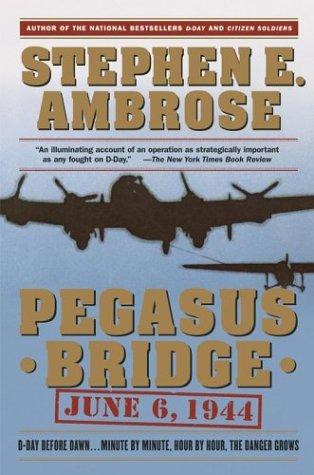 AUTHOR OF THE NATIONAL BESTSELLERS D-DAY AND CITIZEN SOLDIERS
STEPHEN E.
AMBROSE
"An illuminating account of an operation as strategically important
as any fought on D-Day." —The New York Times Book Review
PEGASUS
• BRIDGE •
JUNE 6, 1944
D-DAY BEFORE DAWN...MINUTE BY MINUTE, HOUR BY HOUR, THE DANGER GROWS